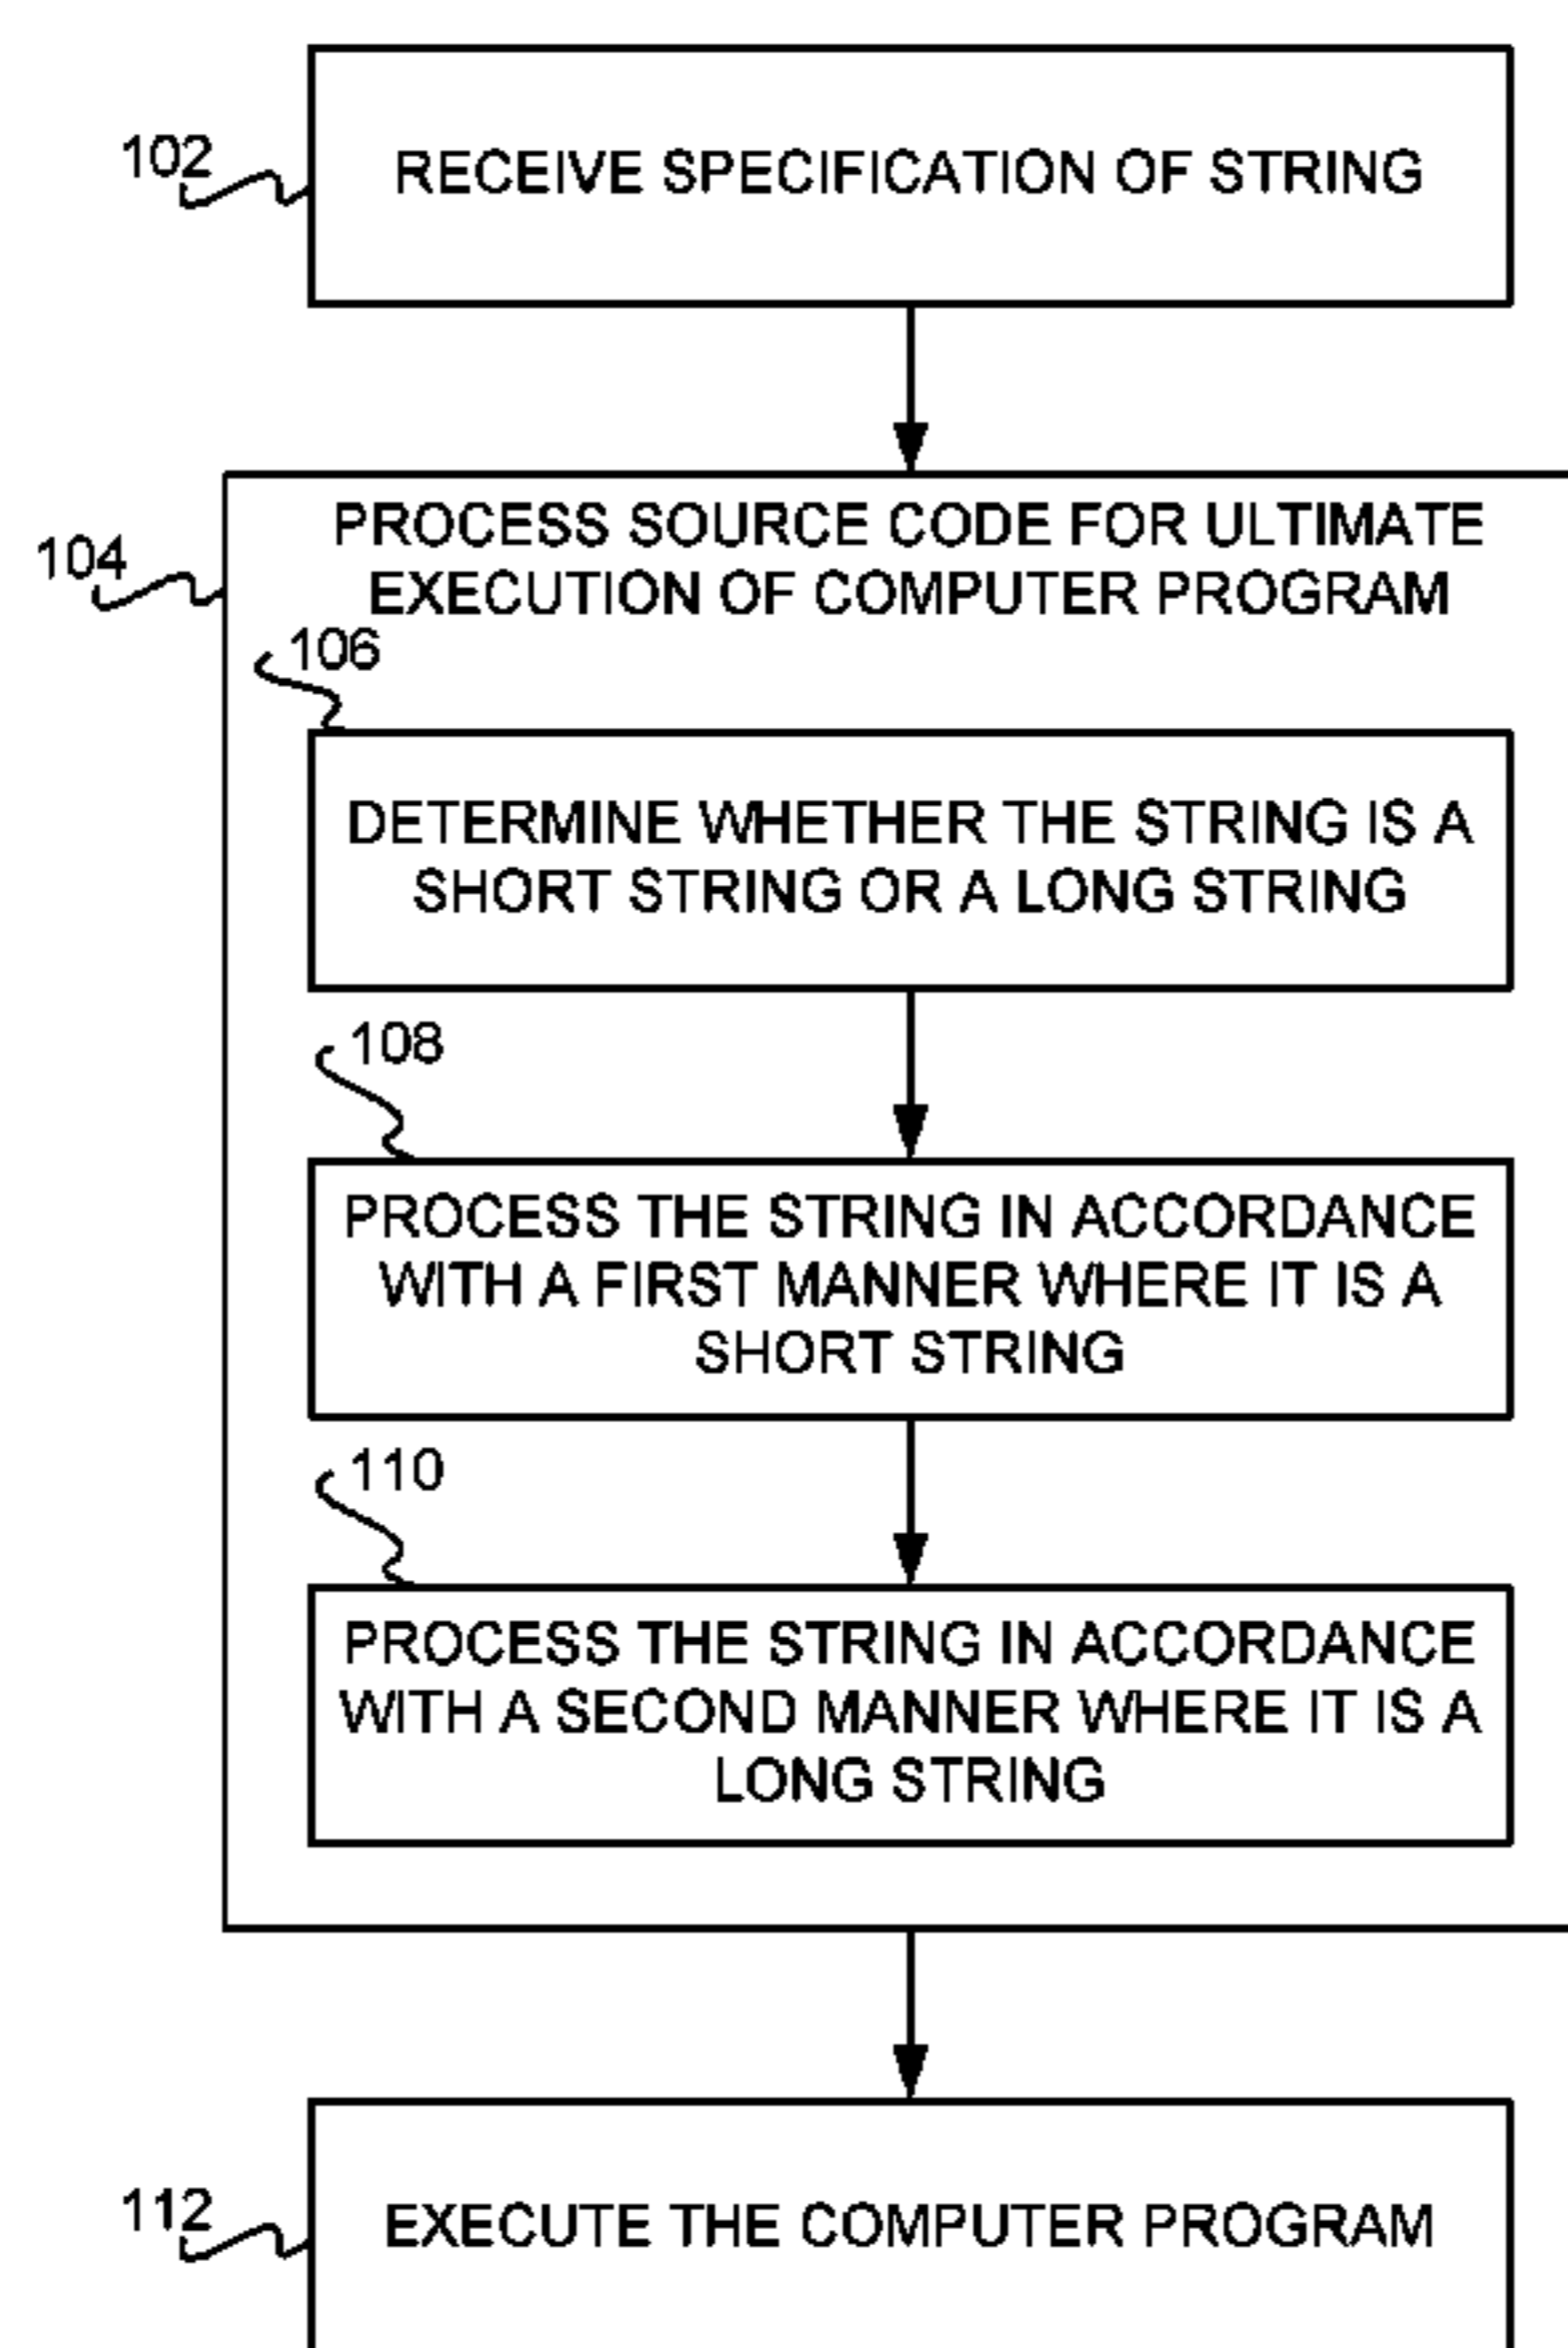 102
RECEIVE SPECIFICATION OF STRING
104
PROCESS SOURCE CODE FOR ULTIMATE
EXECUTION OF COMPUTER PROGRAM
106
DETERMINE WHETHER THE STRING IS A
SHORT STRING OR A LONG STRING
108
PROCESS THE STRING IN ACCORDANCE
WITH A FIRST MANNER WHERE IT IS A
SHORT STRING
110
PROCESS THE STRING IN ACCORDANCE
WITH A SECOND MANNER WHERE IT IS A
LONG STRING
112
EXECUTE THE COMPUTER PROGRAM